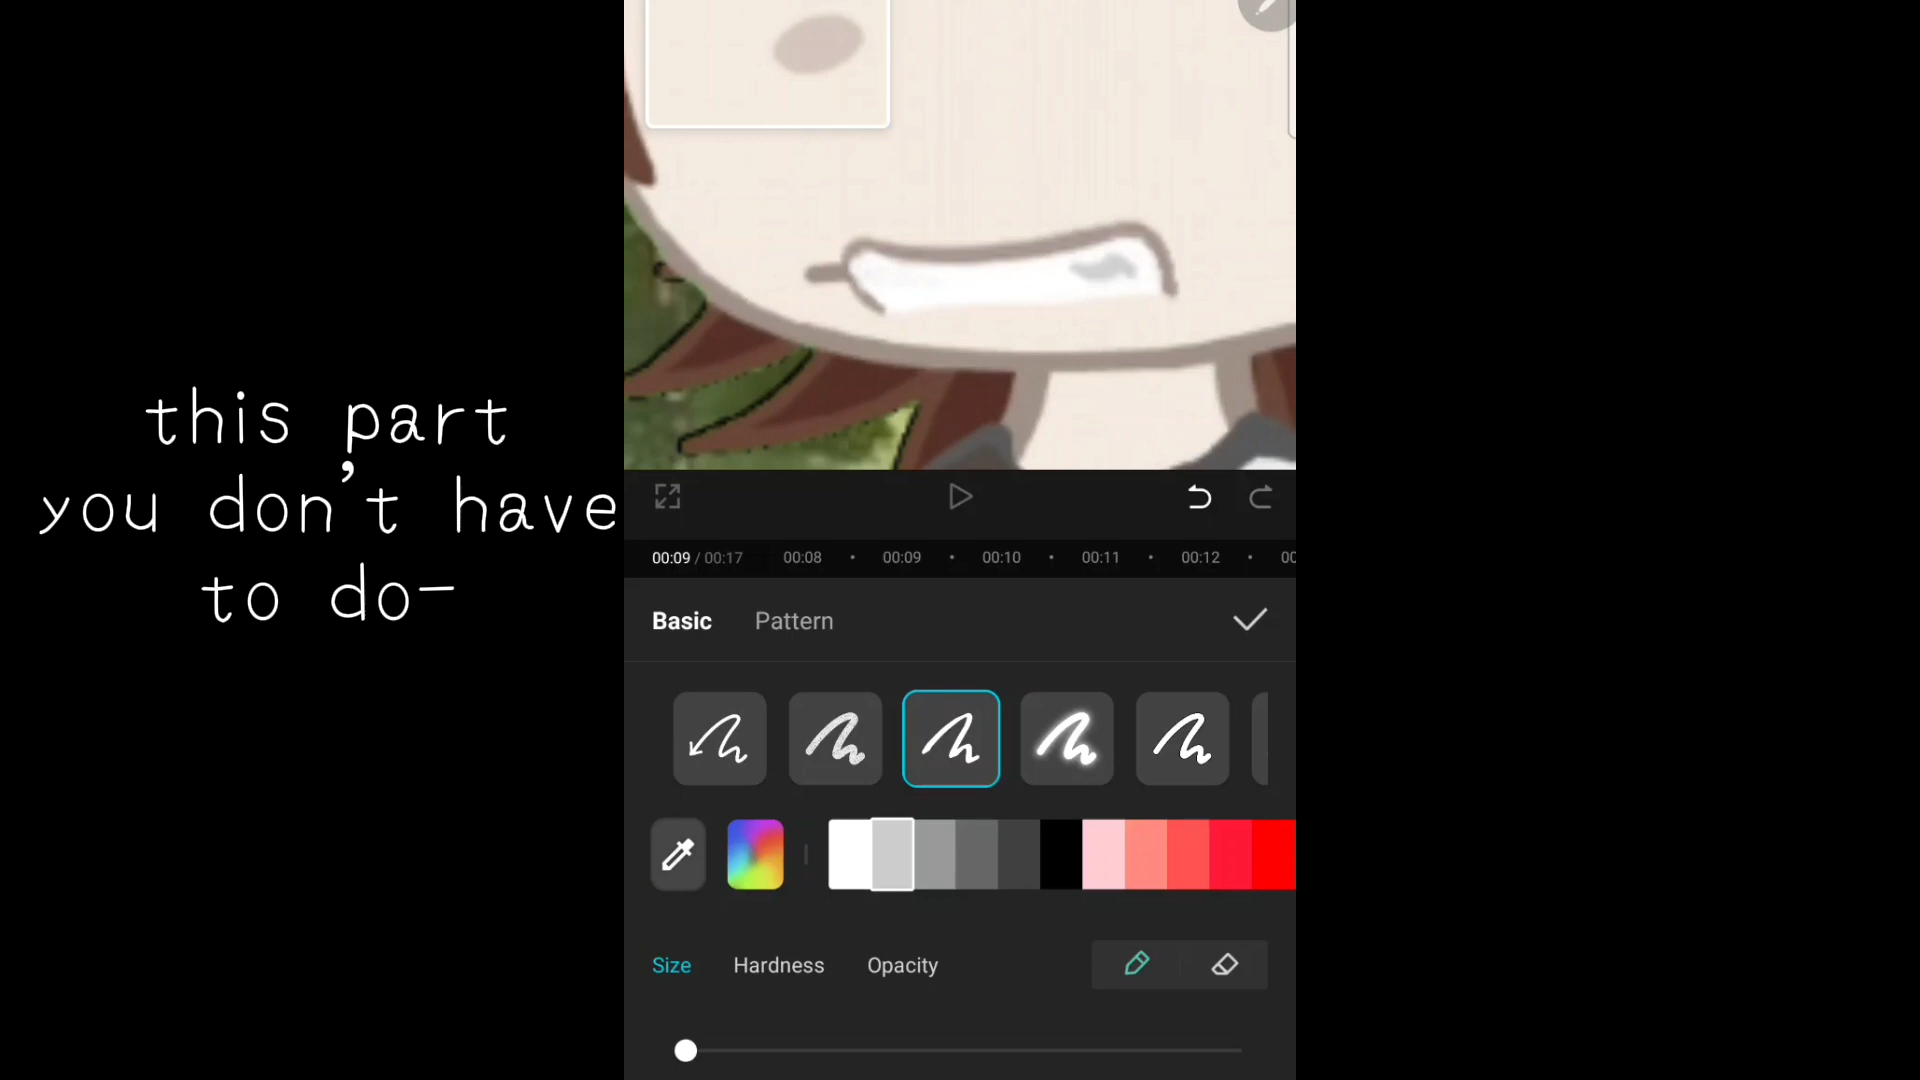 this part
you don't have
to do-
00:09 / 00:17 00:08 00:09 00:10 00:11 00:12 00
Basic Pattern
Size Hardness Opacity